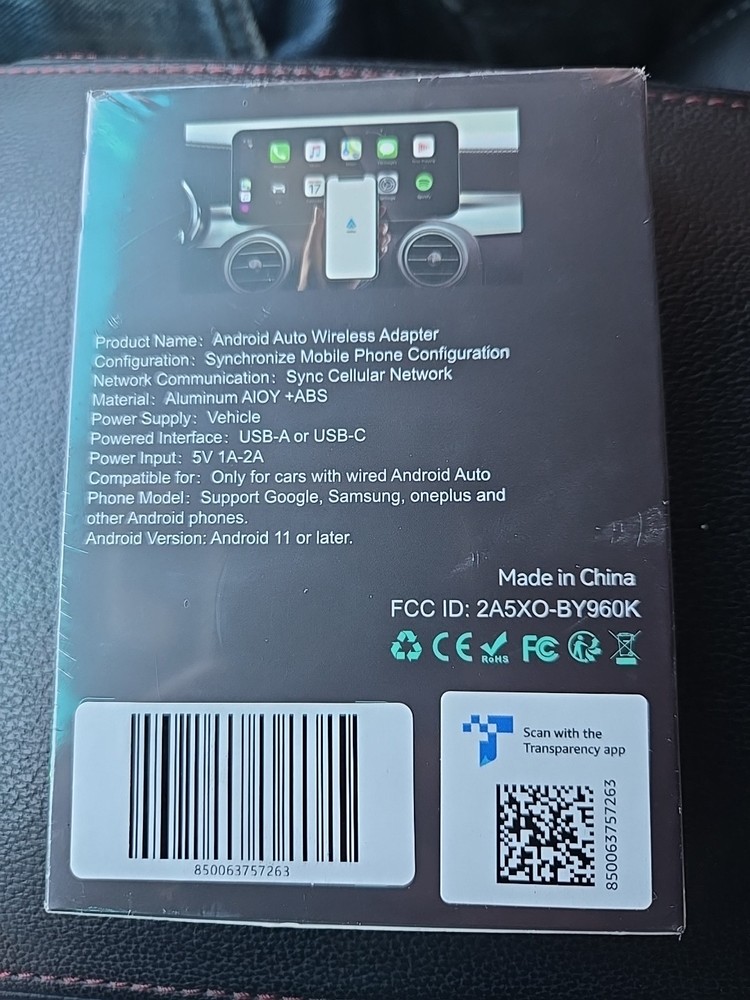 17
Product Name: Android Auto Wireless Adapter
Configuration: Synchronize Mobile Phone Configuration
Network Communication: Sync Cellular Network
Material: Aluminum AlOY +ABS
Power Supply: Vehicle
Powered Interface: USB-A or USB-C
Power Input: 5V 1A-2A
Compatible for: Only for cars with wired Android Auto
Phone Model: Support Google, Samsung, oneplus and
other Android phones.
Android Version: Android 11 or later.
Made in China
FCC ID: 2A5XO-BY960K
CE RoHS FC
850063757263
Scan with the
Transparency app
850063757263